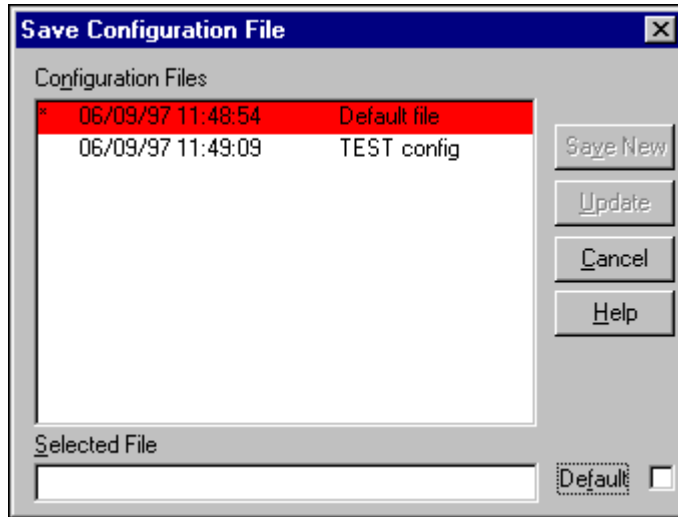 Save Configuration File
Configuration Files
* 06/09/97 11:48:54 Default file
06/09/97 11:49:09 TEST config
Save New
Update
Cancel
Help
Selected File
Default